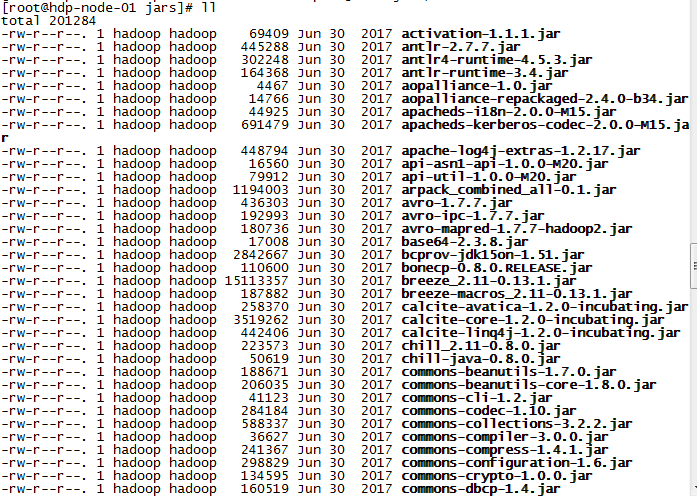 [root@hdp-node-01 jars]# ll
total 201284
-rw-r--r--. 1 hadoop hadoop    69409 Jun 30  2017 activation-1.1.1.jar
-rw-r--r--. 1 hadoop hadoop   445288 Jun 30  2017 antlr-2.7.7.jar
-rw-r--r--. 1 hadoop hadoop   302248 Jun 30  2017 antlr4-runtime-4.5.3.jar
-rw-r--r--. 1 hadoop hadoop   164368 Jun 30  2017 antlr-runtime-3.4.jar
-rw-r--r--. 1 hadoop hadoop     4467 Jun 30  2017 aopalliance-1.0.jar
-rw-r--r--. 1 hadoop hadoop    14766 Jun 30  2017 aopalliance-repackaged-2.4.0-b34.jar
-rw-r--r--. 1 hadoop hadoop    44925 Jun 30  2017 apacheds-i18n-2.0.0-M15.jar
-rw-r--r--. 1 hadoop hadoop   691479 Jun 30  2017 apacheds-kerberos-codec-2.0.0-M15.ja
r
-rw-r--r--. 1 hadoop hadoop   448794 Jun 30  2017 apache-log4j-extras-1.2.17.jar
-rw-r--r--. 1 hadoop hadoop    16560 Jun 30  2017 api-asn1-api-1.0.0-M20.jar
-rw-r--r--. 1 hadoop hadoop    79912 Jun 30  2017 api-util-1.0.0-M20.jar
-rw-r--r--. 1 hadoop hadoop  1194003 Jun 30  2017 arpack_combined_all-0.1.jar
-rw-r--r--. 1 hadoop hadoop   436303 Jun 30  2017 avro-1.7.7.jar
-rw-r--r--. 1 hadoop hadoop   192993 Jun 30  2017 avro-ipc-1.7.7.jar
-rw-r--r--. 1 hadoop hadoop   180736 Jun 30  2017 avro-mapred-1.7.7-hadoop2.jar
-rw-r--r--. 1 hadoop hadoop    17008 Jun 30  2017 base64-2.3.8.jar
-rw-r--r--. 1 hadoop hadoop  2842667 Jun 30  2017 bcprov-jdk15on-1.51.jar
-rw-r--r--. 1 hadoop hadoop   110600 Jun 30  2017 bonecp-0.8.0.RELEASE.jar
-rw-r--r--. 1 hadoop hadoop 15113357 Jun 30  2017 breeze_2.11-0.13.1.jar
-rw-r--r--. 1 hadoop hadoop   187882 Jun 30  2017 breeze-macros_2.11-0.13.1.jar
-rw-r--r--. 1 hadoop hadoop   258370 Jun 30  2017 calcite-avatica-1.2.0-incubating.jar
-rw-r--r--. 1 hadoop hadoop  3519262 Jun 30  2017 calcite-core-1.2.0-incubating.jar
-rw-r--r--. 1 hadoop hadoop   442406 Jun 30  2017 calcite-linq4j-1.2.0-incubating.jar
-rw-r--r--. 1 hadoop hadoop   223573 Jun 30  2017 chill_2.11-0.8.0.jar
-rw-r--r--. 1 hadoop hadoop    50619 Jun 30  2017 chill-java-0.8.0.jar
-rw-r--r--. 1 hadoop hadoop   188671 Jun 30  2017 commons-beanutils-1.7.0.jar
-rw-r--r--. 1 hadoop hadoop   206035 Jun 30  2017 commons-beanutils-core-1.8.0.jar
-rw-r--r--. 1 hadoop hadoop    41123 Jun 30  2017 commons-cli-1.2.jar
-rw-r--r--. 1 hadoop hadoop   284184 Jun 30  2017 commons-codec-1.10.jar
-rw-r--r--. 1 hadoop hadoop   588337 Jun 30  2017 commons-collections-3.2.2.jar
-rw-r--r--. 1 hadoop hadoop    36627 Jun 30  2017 commons-compiler-3.0.0.jar
-rw-r--r--. 1 hadoop hadoop   241367 Jun 30  2017 commons-compress-1.4.1.jar
-rw-r--r--. 1 hadoop hadoop   298829 Jun 30  2017 commons-configuration-1.6.jar
-rw-r--r--. 1 hadoop hadoop   134595 Jun 30  2017 commons-crypto-1.0.0.jar
-rw-r--r--. 1 hadoop hadoop   160519 Jun 30  2017 commons-dbcp-1.4.jar